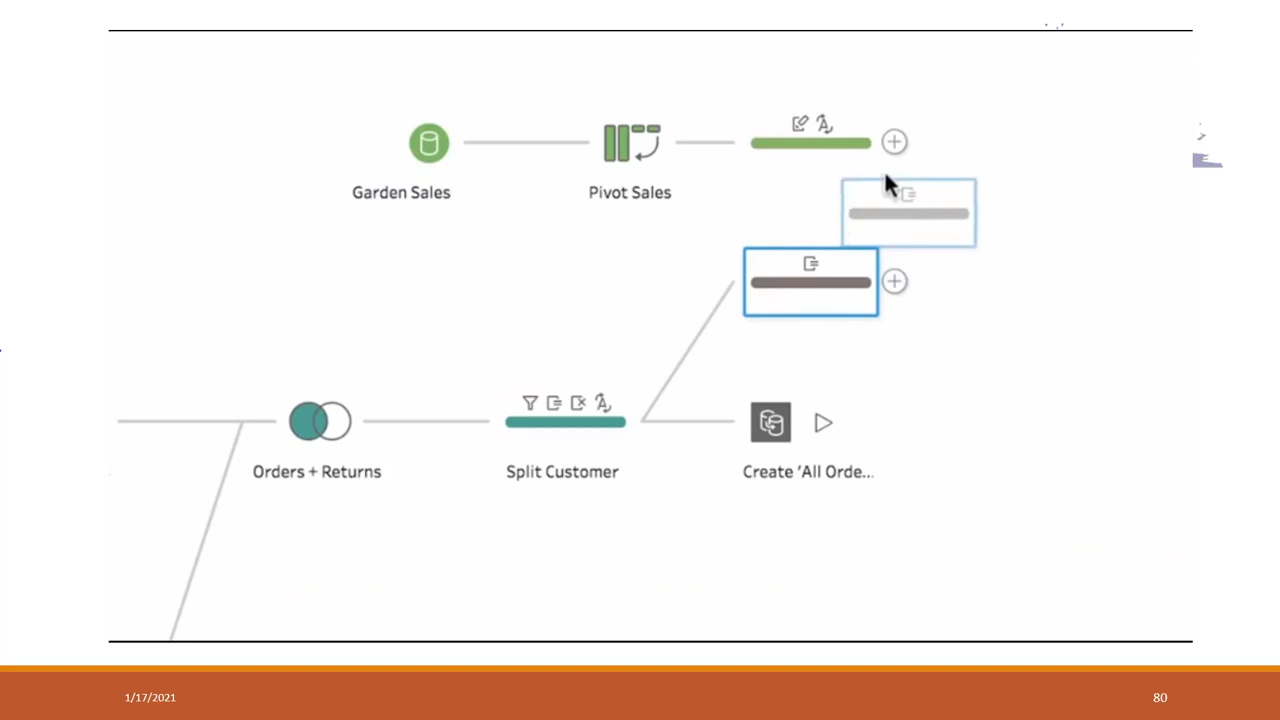 Garden Sales
Pivot Sales
Orders + Returns
Split Customer
Create 'All Orde...
1/17/2021
80